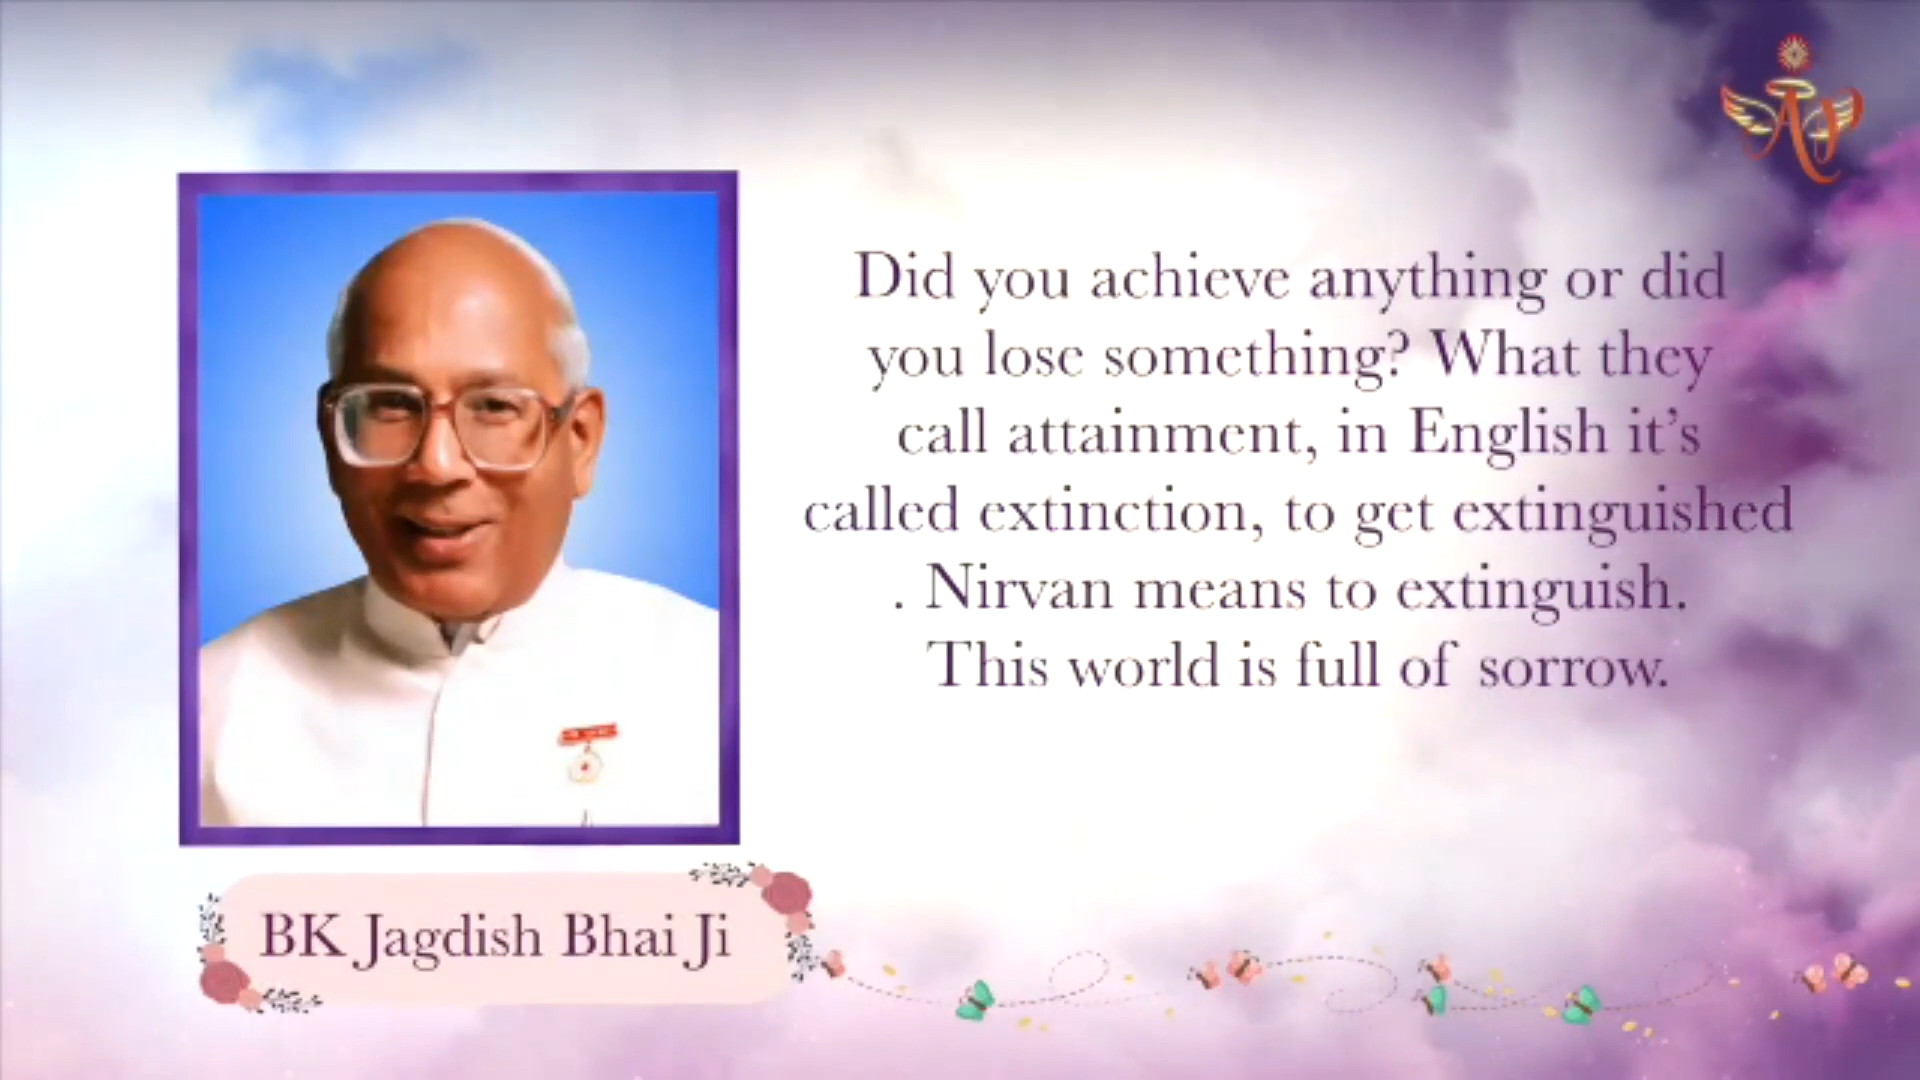 AP
Did you achieve anything or did
you lose something? What they
call attainment, in English it's
called extinction, to get extinguished
. Nirvan means to extinguish.
This world is full of sorrow.
BK Jagdish Bhai Ji